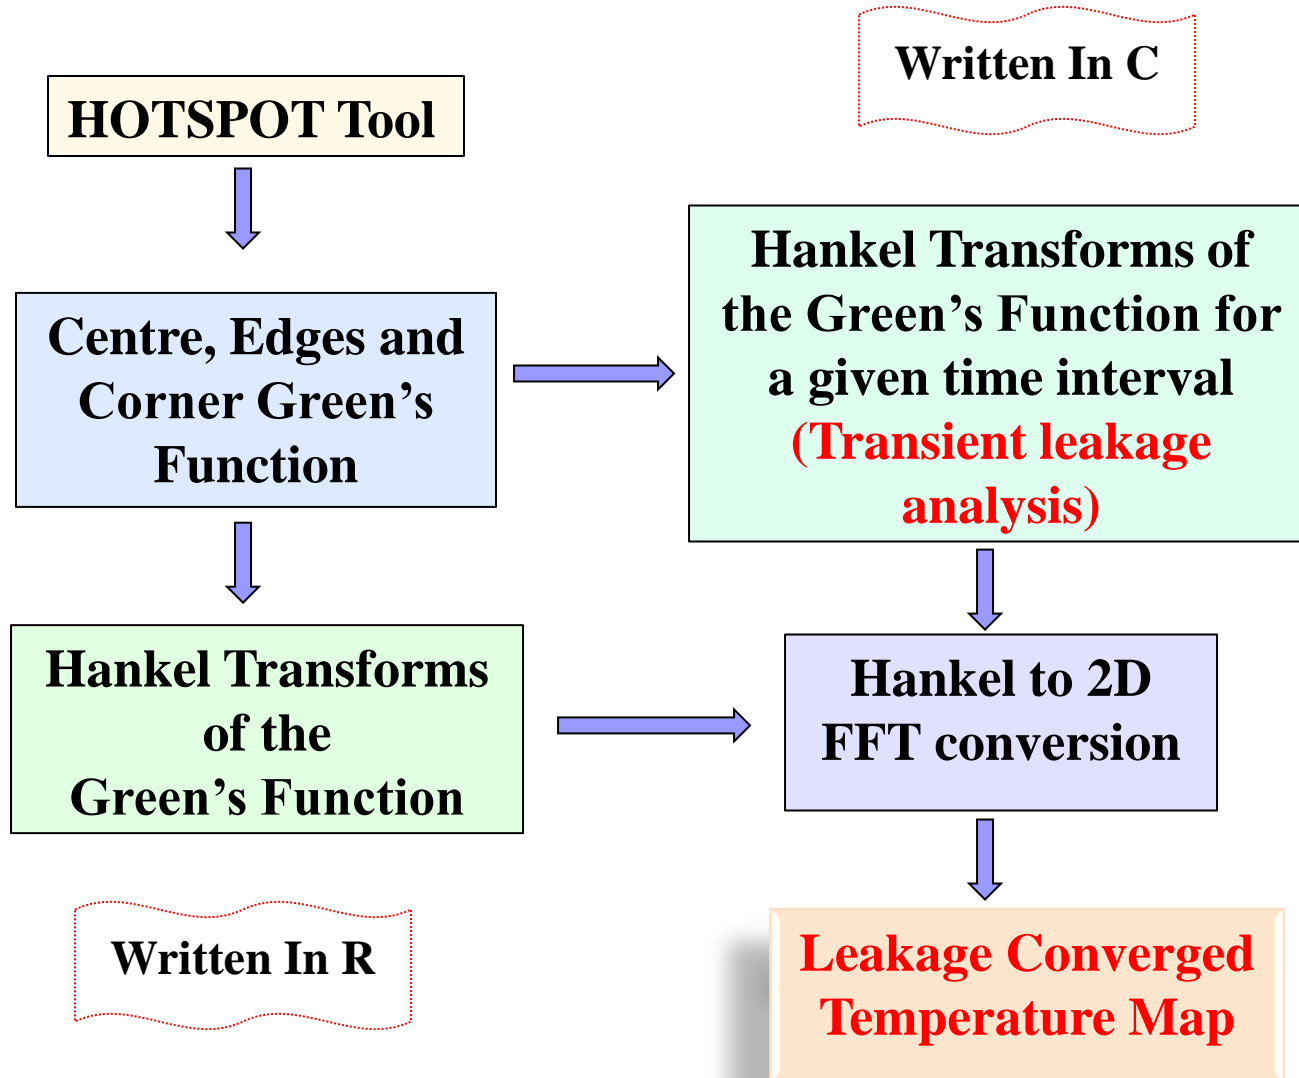 Written In C
HOTSPOT Tool
Centre, Edges and
Corner Green’s
Function
Hankel Transforms of
the Green’s Function for
a given time interval
(Transient leakage
analysis)
Hankel Transforms
of the
Green’s Function
Hankel to 2D
FFT conversion
Written In R
Leakage Converged
Temperature Map